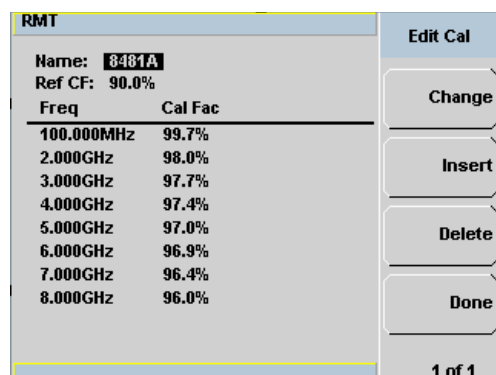 RMT
Edit Cal
Name: 8481A
Ref CF: 90.0%
Freq Cal Fac
100.000MHz 99.7%
2.000GHz 98.0%
3.000GHz 97.7%
4.000GHz 97.4%
5.000GHz 97.0%
6.000GHz 96.9%
7.000GHz 96.4%
8.000GHz 96.0%
Change
Insert
Delete
Done
1 of 1